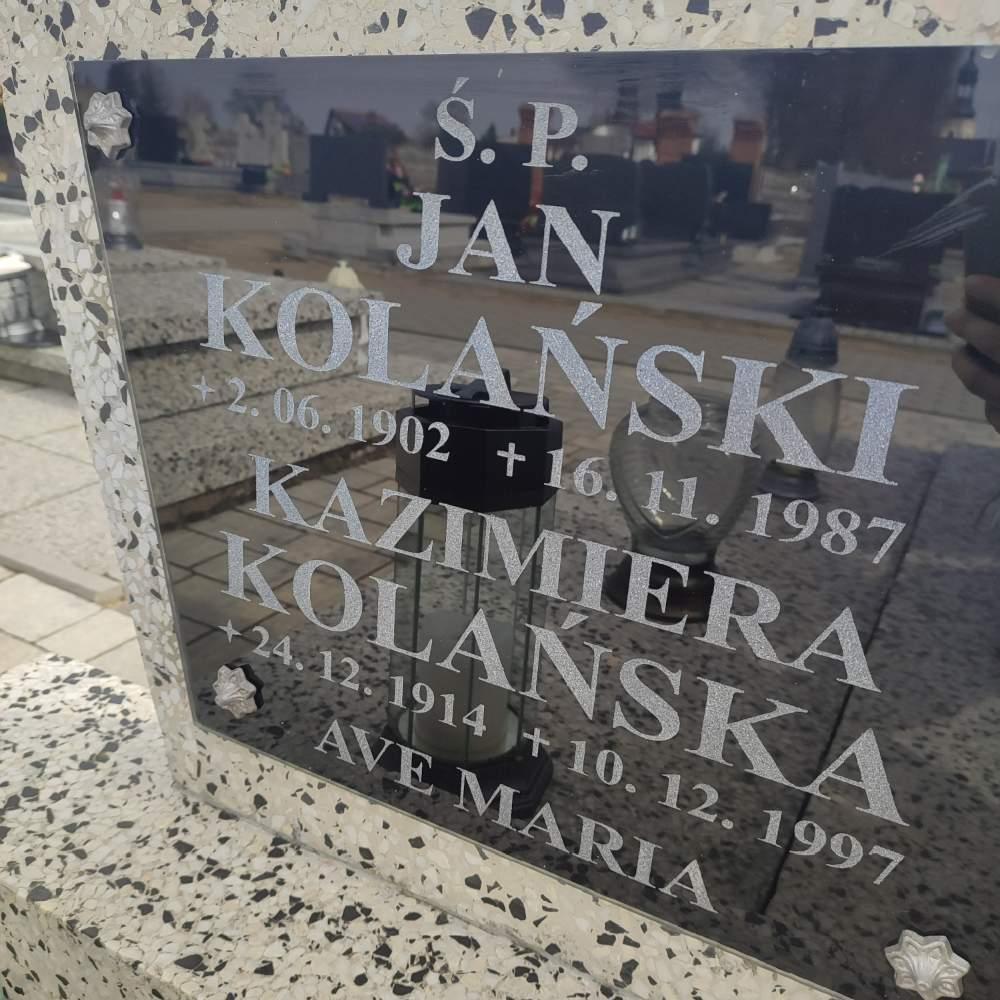 Ś. P.
JAN
KOLAŃSKI
2. 06. 1902 ✝ 16. 11. 1987
KAZIMIERA
KOLAŃSKA
24. 12. 1914 ✝ 10. 12. 1997
AVE MARIA